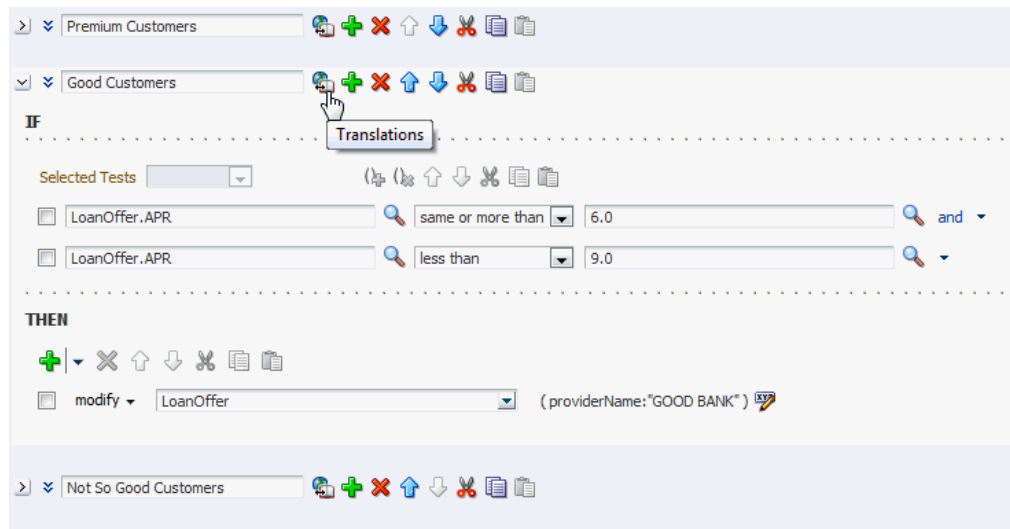 Premium Customers
Good Customers
Translations
IF
Selected Tests
LoanOffer.APR same or more than 6.0 and
LoanOffer.APR less than 9.0
THEN
modify LoanOffer ( providerName:"GOOD BANK" )
Not So Good Customers